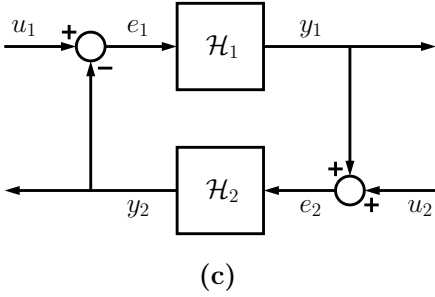 u₁ + e₁ ℋ₁ y₁
−
y₂ ℋ₂ e₂ + + u₂
(c)